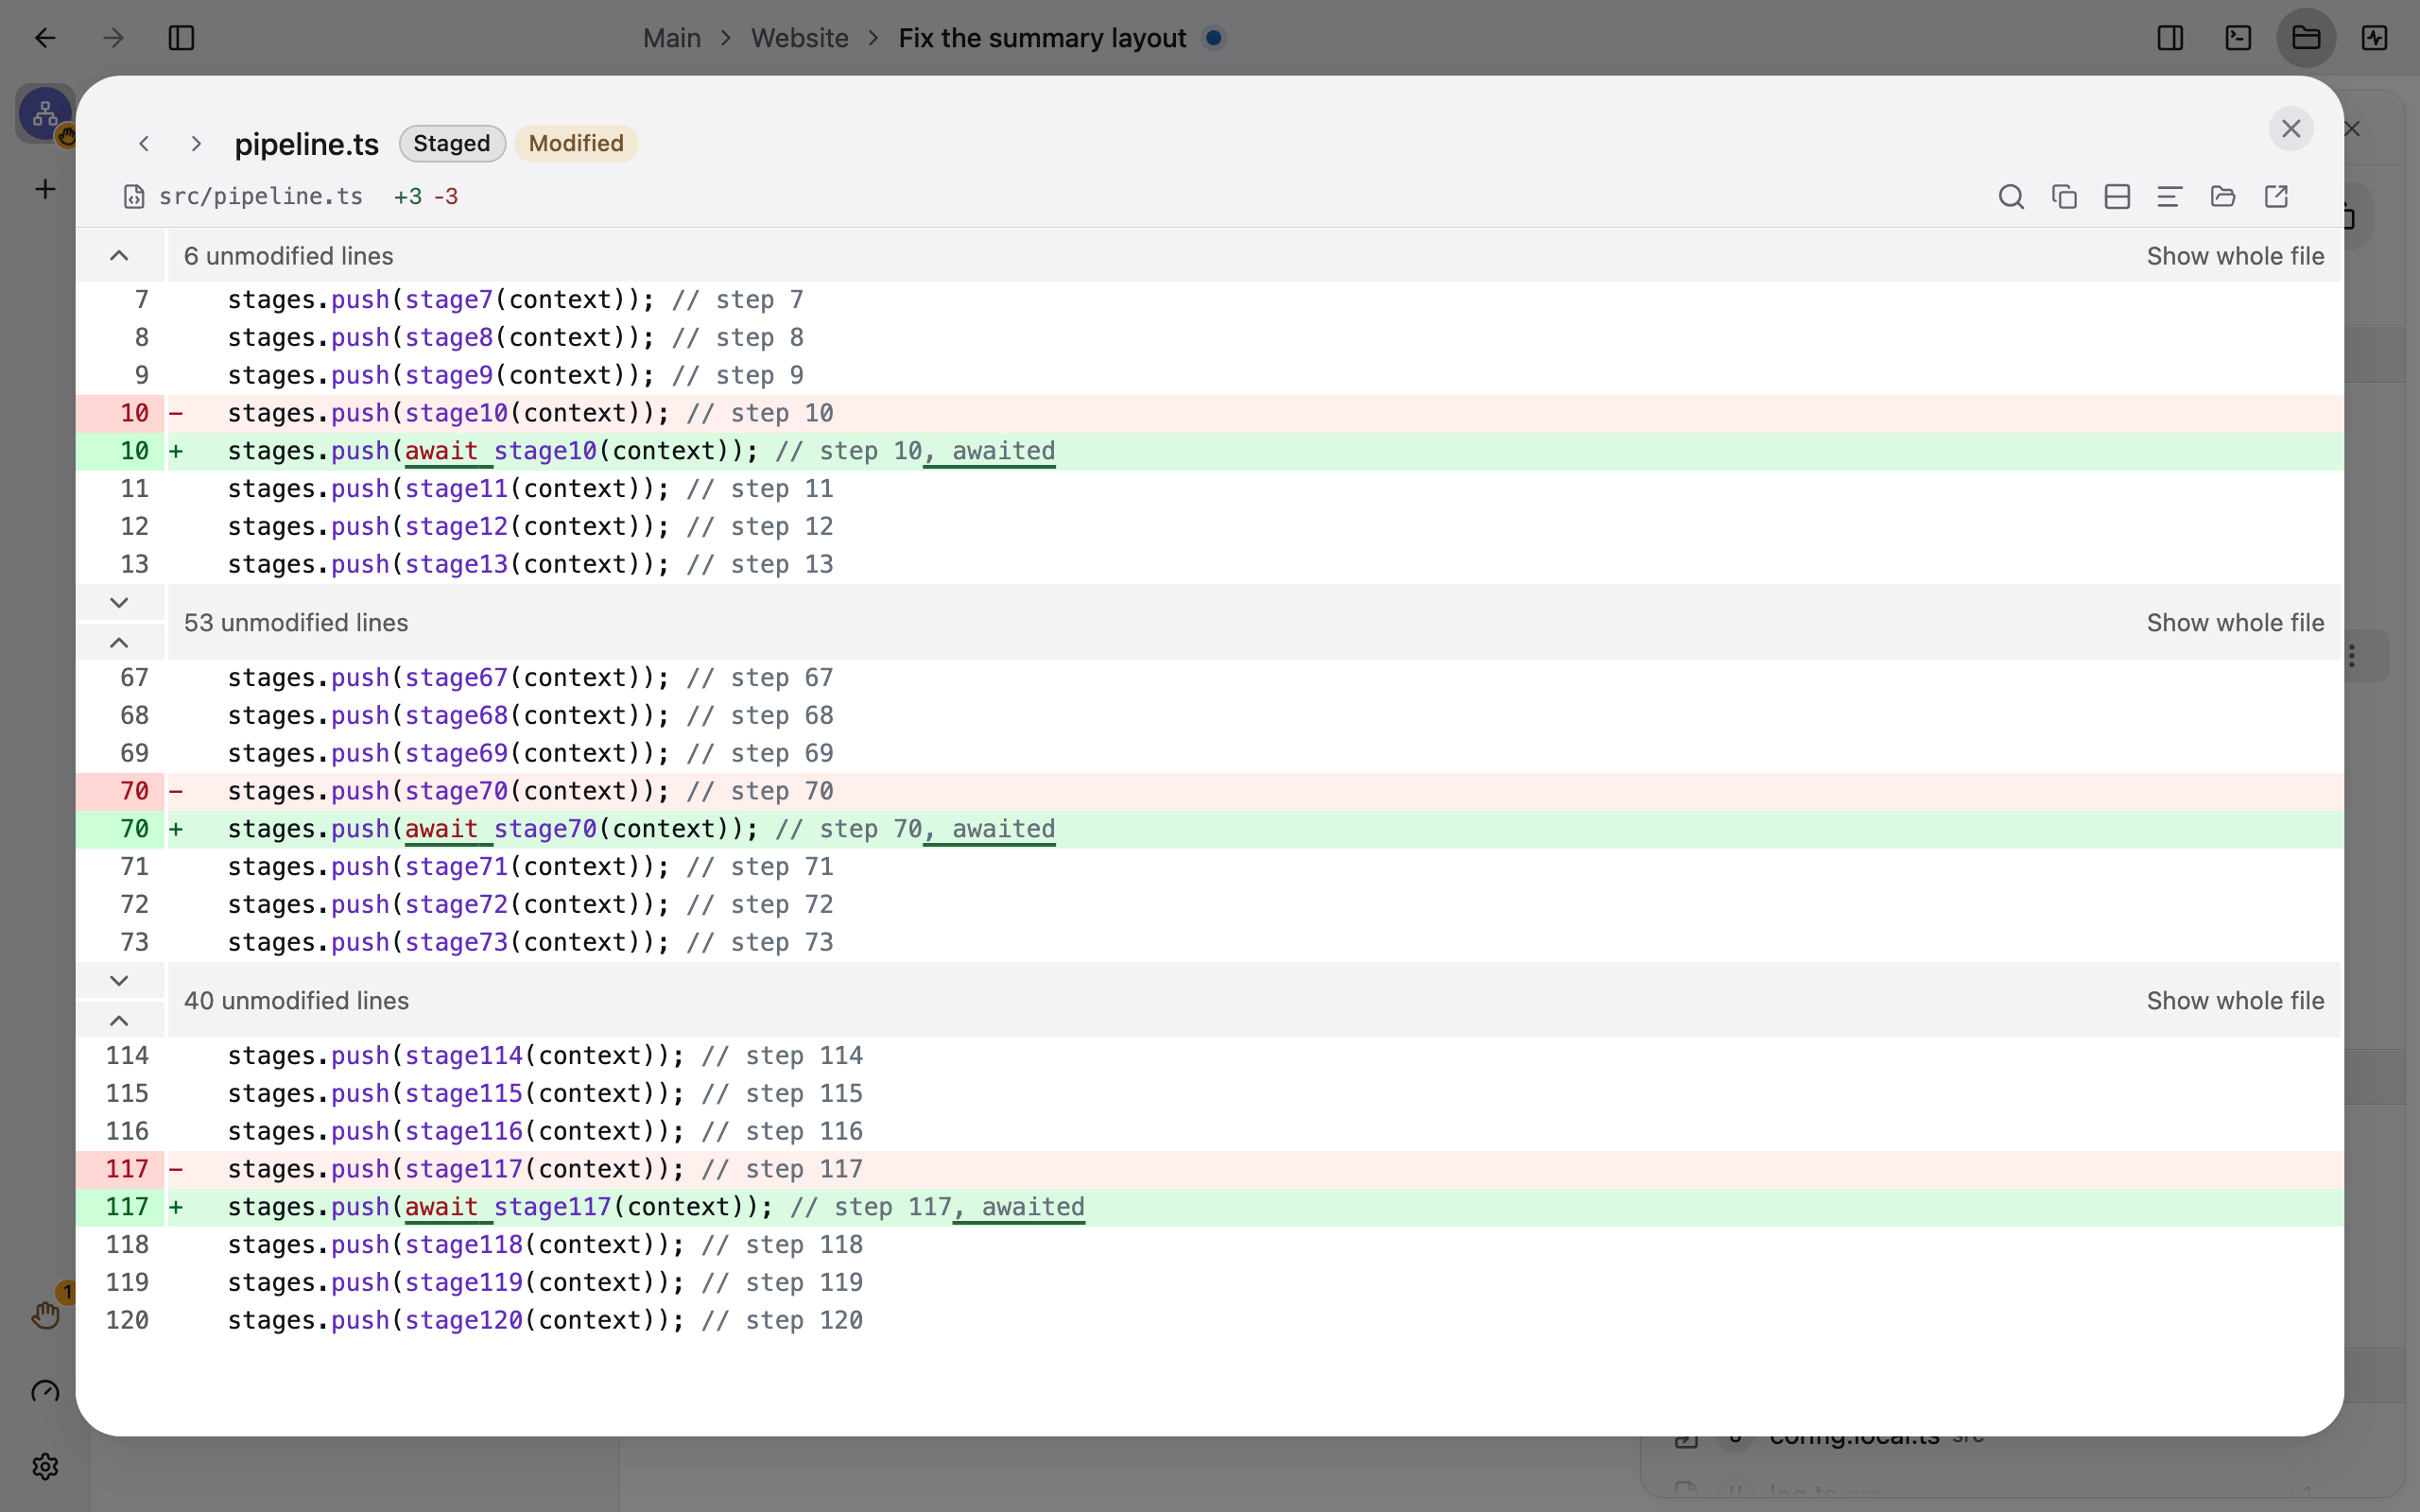 Main > Website > Fix the summary layout
pipeline.ts Staged Modified
src/pipeline.ts +3 -3
6 unmodified lines Show whole file
7 stages.push(stage7(context)); // step 7
8 stages.push(stage8(context)); // step 8
9 stages.push(stage9(context)); // step 9
10 − stages.push(stage10(context)); // step 10
10 + stages.push(await stage10(context)); // step 10, awaited
11 stages.push(stage11(context)); // step 11
12 stages.push(stage12(context)); // step 12
13 stages.push(stage13(context)); // step 13
53 unmodified lines Show whole file
67 stages.push(stage67(context)); // step 67
68 stages.push(stage68(context)); // step 68
69 stages.push(stage69(context)); // step 69
70 − stages.push(stage70(context)); // step 70
70 + stages.push(await stage70(context)); // step 70, awaited
71 stages.push(stage71(context)); // step 71
72 stages.push(stage72(context)); // step 72
73 stages.push(stage73(context)); // step 73
40 unmodified lines Show whole file
114 stages.push(stage114(context)); // step 114
115 stages.push(stage115(context)); // step 115
116 stages.push(stage116(context)); // step 116
117 − stages.push(stage117(context)); // step 117
117 + stages.push(await stage117(context)); // step 117, awaited
118 stages.push(stage118(context)); // step 118
119 stages.push(stage119(context)); // step 119
1
120 stages.push(stage120(context)); // step 120
config.local.ts src